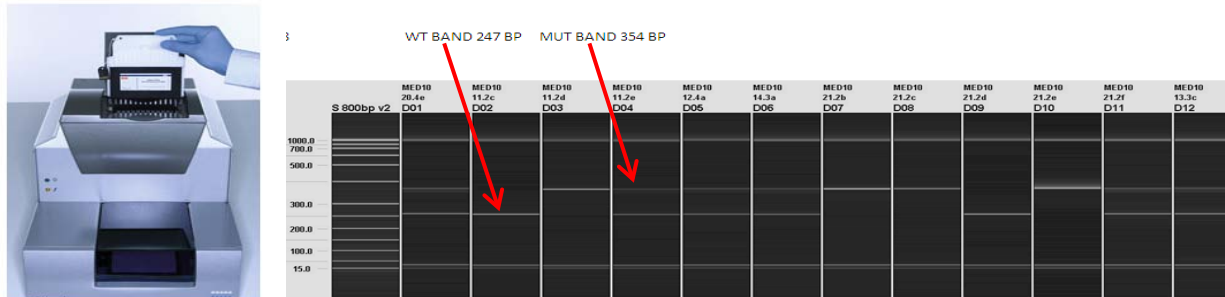 3
WT BAND 247 BP MUT BAND 354 BP
MED10 MED10 MED10 MED10 MED10 MED10 MED10 MED10 MED10 MED10 MED10 MED10
20.4e 11.2c 11.2d 11.2e 12.4a 14.3a 21.2b 21.2c 21.2d 21.2e 21.2f 13.3c
S 800bp v2 D01 D02 D03 D04 D05 D06 D07 D08 D09 D10 D11 D12
1000.0
700.0
500.0
300.0
200.0
100.0
15.0